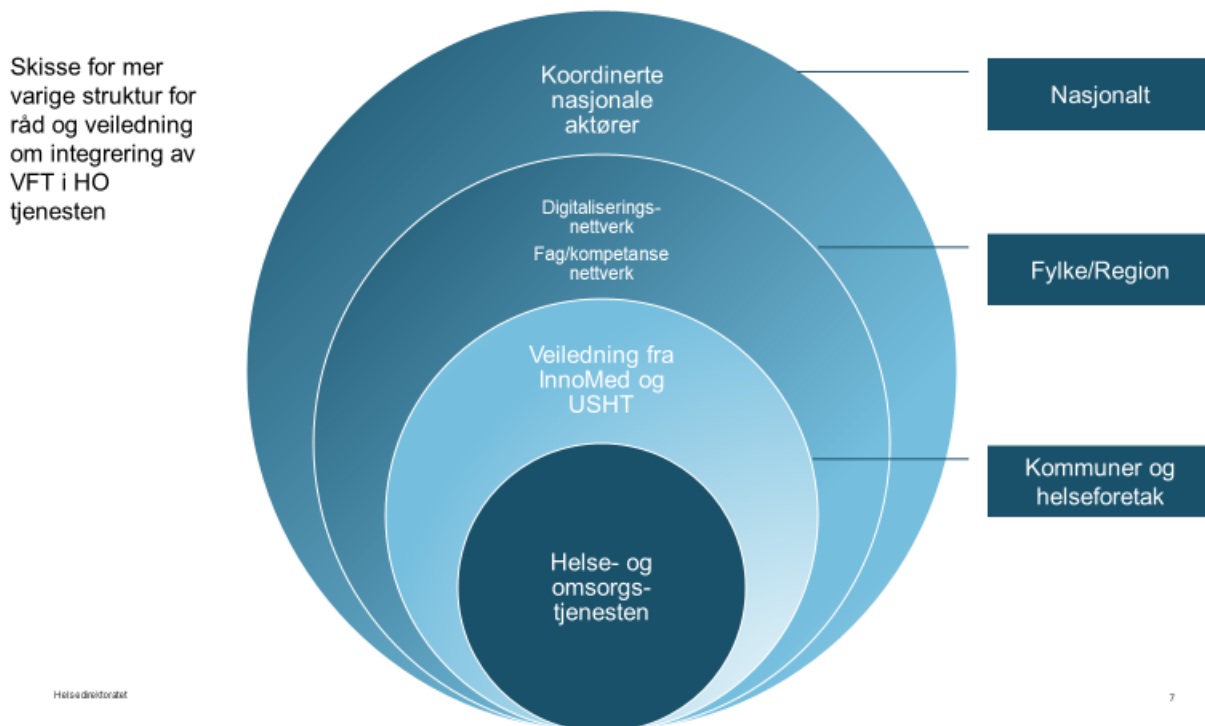 Skisse for mer
varige struktur for
råd og veiledning
om integrering av
VFT i HO
tjenesten
Koordinerte
nasjonale
aktører
Nasjonalt
Digitaliserings-
nettverk
Fag/kompetanse
nettverk
Fylke/Region
Veiledning fra
InnoMed og
USHT
Kommuner og
helseforetak
Helse- og
omsorgs-
tjenesten
Helsedirektoratet
7